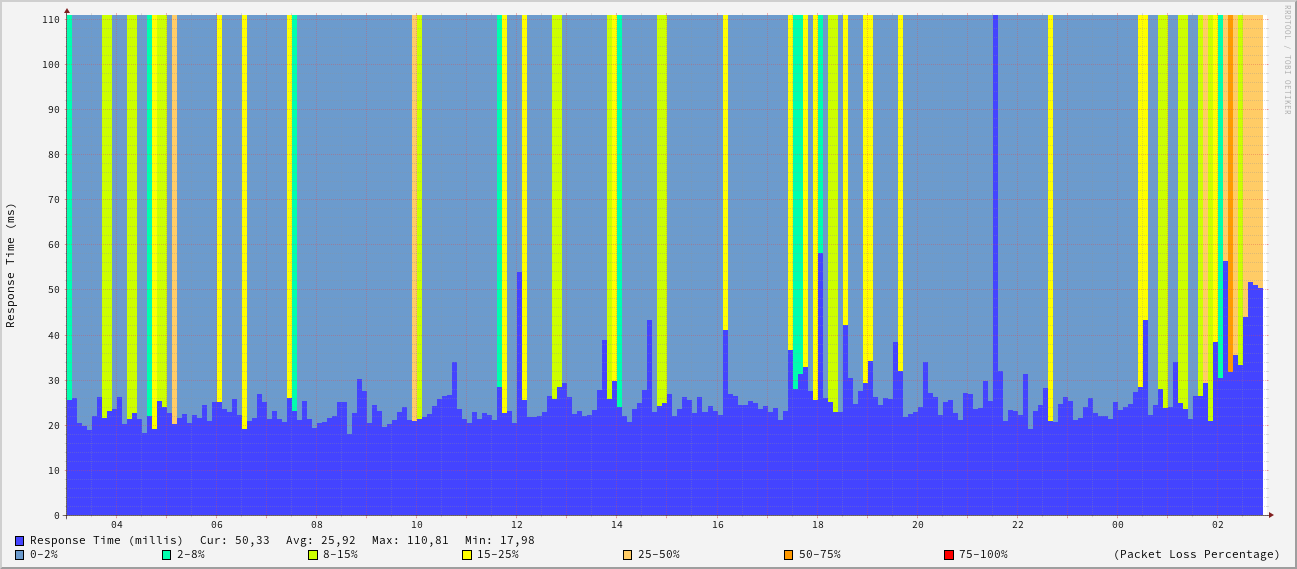 RRDTOOL / TOBI OETIKER
Response Time (ms)
110
100
90
80
70
60
50
40
30
20
10
0
04 06 08 10 12 14 16 18 20 22 00 02
Response Time (millis) Cur: 50,33 Avg: 25,92 Max: 110,81 Min: 17,98
0-2% 2-8% 8-15% 15-25% 25-50% 50-75% 75-100% (Packet Loss Percentage)